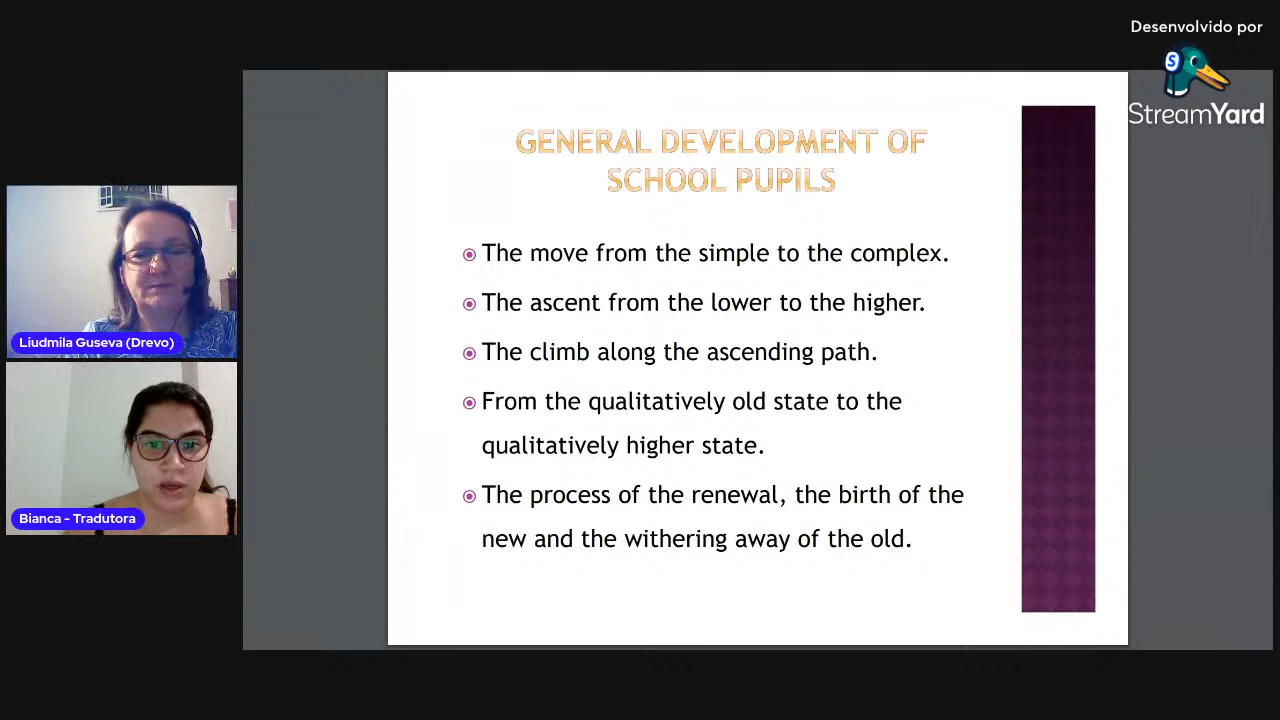 Desenvolvido por
StreamYard
GENERAL DEVELOPMENT OF
SCHOOL PUPILS
The move from the simple to the complex.
The ascent from the lower to the higher.
The climb along the ascending path.
From the qualitatively old state to the
qualitatively higher state.
The process of the renewal, the birth of the
new and the withering away of the old.
Liudmila Guseva (Drevo)
Bianca - Tradutora